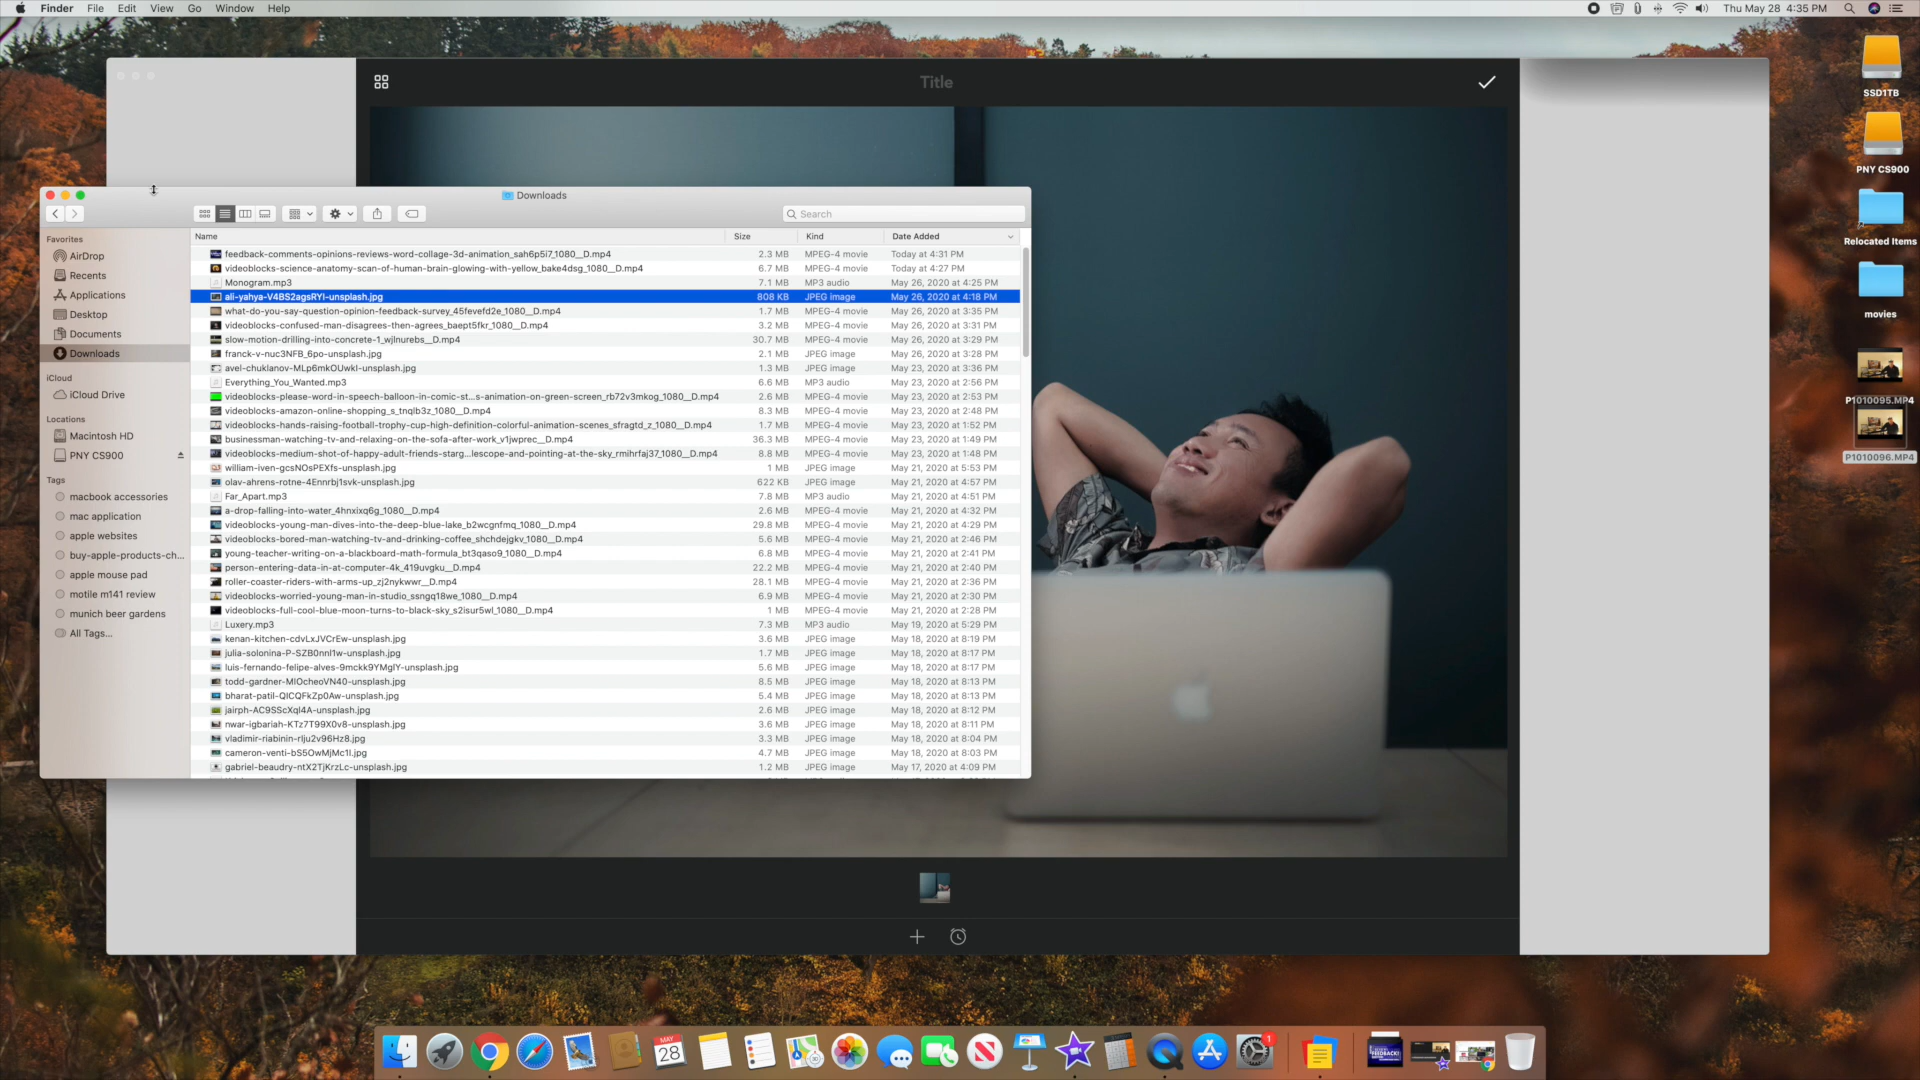 Finder File Edit View Go Window Help
Thu May 28 4:35 PM
Title
SSD1TB
PNY CS900
Relocated Items
movies
P1010095.MP4
P1010096.MP4
Downloads
Search
Favorites
AirDrop
Recents
Applications
Desktop
Documents
Downloads
iCloud
iCloud Drive
Locations
Macintosh HD
PNY CS900
Tags
macbook accessories
mac application
apple websites
buy-apple-products-ch...
apple mouse pad
motile m141 review
munich beer gardens
All Tags...
Name Size Kind Date Added
feedback-comments-opinions-reviews-word-collage-3d-animation_sah6p5i7_1080__D.mp4 2.3 MB MPEG-4 movie Today at 4:31 PM
videoblocks-science-anatomy-scan-of-human-brain-glowing-with-yellow_bake4dsg_1080__D.mp4 6.7 MB MPEG-4 movie Today at 4:27 PM
Monogram.mp3 7.1 MB MP3 audio May 26, 2020 at 4:25 PM
ali-yahya-V4BS2agsRYI-unsplash.jpg 808 KB JPEG image May 26, 2020 at 4:18 PM
what-do-you-say-question-opinion-feedback-survey_45fevefd2e_1080__D.mp4 1.7 MB MPEG-4 movie May 26, 2020 at 3:35 PM
videoblocks-confused-man-disagrees-then-agrees_baept5fkr_1080__D.mp4 3.2 MB MPEG-4 movie May 26, 2020 at 3:31 PM
slow-motion-drilling-into-concrete-1_wjlnurebs__D.mp4 30.7 MB MPEG-4 movie May 26, 2020 at 3:29 PM
franck-v-nuc3NFB_6po-unsplash.jpg 2.1 MB JPEG image May 26, 2020 at 3:28 PM
avel-chuklanov-MLp6mkOUwkI-unsplash.jpg 1.3 MB JPEG image May 23, 2020 at 3:36 PM
Everything_You_Wanted.mp3 6.6 MB MP3 audio May 23, 2020 at 2:56 PM
videoblocks-please-word-in-speech-balloon-in-comic-st...s-animation-on-green-screen_rb72v3mkog_1080__D.mp4 2.6 MB MPEG-4 movie May 23, 2020 at 2:53 PM
videoblocks-amazon-online-shopping_s_tnqlb3z_1080__D.mp4 8.3 MB MPEG-4 movie May 23, 2020 at 2:48 PM
videoblocks-hands-raising-football-trophy-cup-high-definition-colorful-animation-scenes_sfragtd_z_1080__D.mp4 1.7 MB MPEG-4 movie May 23, 2020 at 1:52 PM
businessman-watching-tv-and-relaxing-on-the-sofa-after-work_v1jwprec__D.mp4 36.3 MB MPEG-4 movie May 23, 2020 at 1:49 PM
videoblocks-medium-shot-of-happy-adult-friends-starg...lescope-and-pointing-at-the-sky_rmihrfaj37_1080__D.mp4 8.8 MB MPEG-4 movie May 23, 2020 at 1:48 PM
william-iven-gcsNOsPEXfs-unsplash.jpg 1 MB JPEG image May 21, 2020 at 5:53 PM
olav-ahrens-rotne-4Ennrbj1svk-unsplash.jpg 622 KB JPEG image May 21, 2020 at 4:57 PM
Far_Apart.mp3 7.8 MB MP3 audio May 21, 2020 at 4:51 PM
a-drop-falling-into-water_4hnxixq6g_1080__D.mp4 2.6 MB MPEG-4 movie May 21, 2020 at 4:32 PM
videoblocks-young-man-dives-into-the-deep-blue-lake_b2wcgnfmq_1080__D.mp4 29.8 MB MPEG-4 movie May 21, 2020 at 4:29 PM
videoblocks-bored-man-watching-tv-and-drinking-coffee_shchdejgkv_1080__D.mp4 5.6 MB MPEG-4 movie May 21, 2020 at 2:46 PM
young-teacher-writing-on-a-blackboard-math-formula_bt3qaso9_1080__D.mp4 6.8 MB MPEG-4 movie May 21, 2020 at 2:41 PM
person-entering-data-in-at-computer-4k_419uvgku__D.mp4 22.2 MB MPEG-4 movie May 21, 2020 at 2:40 PM
roller-coaster-riders-with-arms-up_zj2nykwwr__D.mp4 28.1 MB MPEG-4 movie May 21, 2020 at 2:36 PM
videoblocks-worried-young-man-in-studio_ssngq18we_1080__D.mp4 6.9 MB MPEG-4 movie May 21, 2020 at 2:30 PM
videoblocks-full-cool-blue-moon-turns-to-black-sky_s2isur5wl_1080__D.mp4 1 MB MPEG-4 movie May 21, 2020 at 2:28 PM
Luxery.mp3 7.3 MB MP3 audio May 19, 2020 at 5:29 PM
kenan-kitchen-cdvLxJVCrEw-unsplash.jpg 3.6 MB JPEG image May 18, 2020 at 8:19 PM
julia-solonina-P-SZB0nnl1w-unsplash.jpg 1.7 MB JPEG image May 18, 2020 at 8:17 PM
luis-fernando-felipe-alves-9mckk9YMglY-unsplash.jpg 5.6 MB JPEG image May 18, 2020 at 8:17 PM
todd-gardner-MIOcheoVN40-unsplash.jpg 8.5 MB JPEG image May 18, 2020 at 8:13 PM
bharat-patil-QICQFkZp0Aw-unsplash.jpg 5.4 MB JPEG image May 18, 2020 at 8:13 PM
jairph-AC9SScXqI4A-unsplash.jpg 2.6 MB JPEG image May 18, 2020 at 8:12 PM
nwar-igbariah-KTz7T99X0v8-unsplash.jpg 3.6 MB JPEG image May 18, 2020 at 8:11 PM
vladimir-riabinin-rlju2v96Hz8.jpg 3.3 MB JPEG image May 18, 2020 at 8:04 PM
cameron-venti-bS5OwMjMc1I.jpg 4.7 MB JPEG image May 18, 2020 at 8:03 PM
gabriel-beaudry-ntX2TjKrzLc-unsplash.jpg 1.2 MB JPEG image May 17, 2020 at 4:09 PM
MAY
28
1
FEEDBACK!